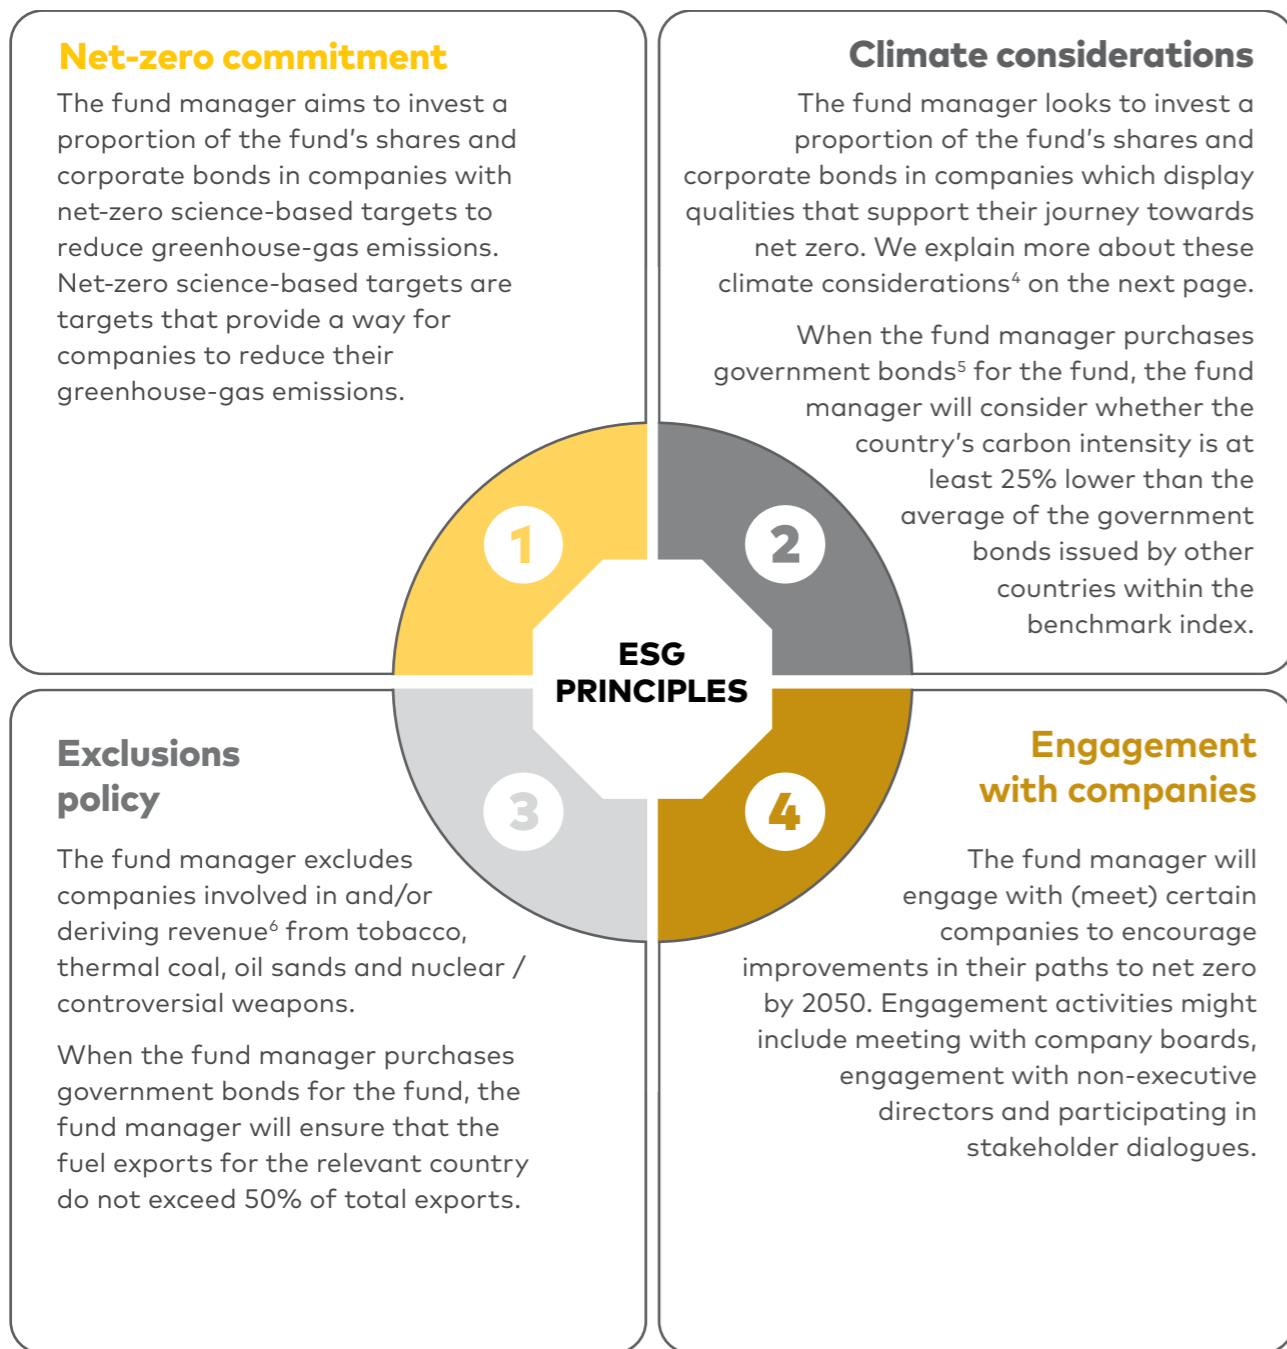 Net-zero commitment
The fund manager aims to invest a
proportion of the fund’s shares and
corporate bonds in companies with
net-zero science-based targets to
reduce greenhouse-gas emissions.
Net-zero science-based targets are
targets that provide a way for
companies to reduce their
greenhouse-gas emissions.
Climate considerations
The fund manager looks to invest a
proportion of the fund’s shares and
corporate bonds in companies which display
qualities that support their journey towards
net zero. We explain more about these
climate considerations⁴ on the next page.
When the fund manager purchases
government bonds⁵ for the fund, the fund
manager will consider whether the
country’s carbon intensity is at
least 25% lower than the
average of the government
bonds issued by other
countries within the
benchmark index.
1
2
ESG
PRINCIPLES
3
4
Exclusions
policy
The fund manager excludes
companies involved in and/or
deriving revenue⁶ from tobacco,
thermal coal, oil sands and nuclear /
controversial weapons.
When the fund manager purchases
government bonds for the fund, the
fund manager will ensure that the
fuel exports for the relevant country
do not exceed 50% of total exports.
Engagement
with companies
The fund manager will
engage with (meet) certain
companies to encourage
improvements in their paths to net zero
by 2050. Engagement activities might
include meeting with company boards,
engagement with non-executive
directors and participating in
stakeholder dialogues.